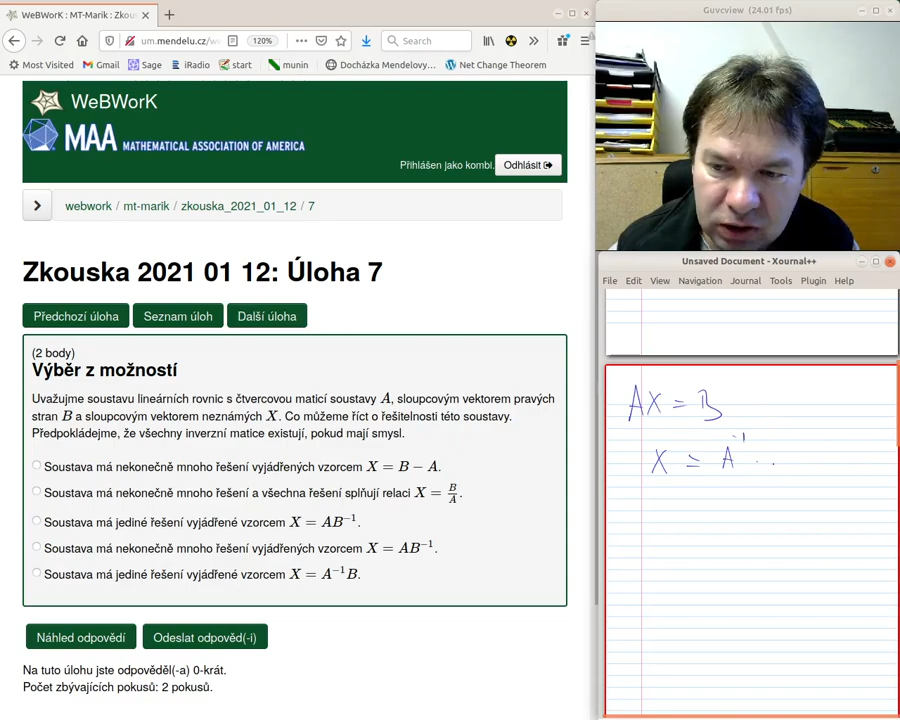 WeBWorK : MT-Marik : Zkous
Guvcview (24.01 fps)
um.mendelu.cz/w
120%
Search
Most Visited
Gmail
Sage
iRadio
start
munin
Docházka Mendelovy...
Net Change Theorem
WeBWorK
MAA MATHEMATICAL ASSOCIATION OF AMERICA
Přihlášen jako kombi.
Odhlásit
webwork / mt-marik / zkouska_2021_01_12 / 7
Zkouska 2021 01 12: Úloha 7
Předchozí úloha
Seznam úloh
Další úloha
(2 body)
Výběr z možností
Uvažujme soustavu lineárních rovnic s čtvercovou maticí soustavy A, sloupcovým vektorem pravých
stran B a sloupcovým vektorem neznámých X. Co můžeme říct o řešitelnosti této soustavy.
Předpokládejme, že všechny inverzní matice existují, pokud mají smysl.
Soustava má nekonečně mnoho řešení vyjádřených vzorcem X = B − A.
Soustava má nekonečně mnoho řešení a všechna řešení splňují relaci X = B/A.
Soustava má jediné řešení vyjádřené vzorcem X = AB⁻¹.
Soustava má nekonečně mnoho řešení vyjádřených vzorcem X = AB⁻¹.
Soustava má jediné řešení vyjádřené vzorcem X = A⁻¹B.
Náhled odpovědí
Odeslat odpověd(-i)
Na tuto úlohu jste odpověděl(-a) 0-krát.
Počet zbývajících pokusů: 2 pokusů.
Unsaved Document - Xournal++
File Edit View Navigation Journal Tools Plugin Help
AX = B
X = A⁻¹ ..